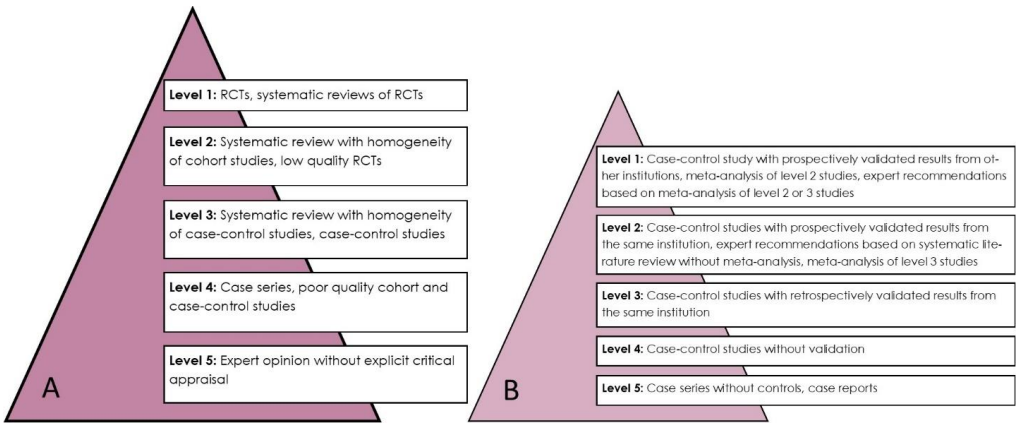 Level 1: RCTs, systematic reviews of RCTs
Level 2: Systematic review with homogeneity
of cohort studies, low quality RCTs
Level 3: Systematic review with homogeneity
of case-control studies, case-control studies
Level 4: Case series, poor quality cohort and
case-control studies
Level 5: Expert opinion without explicit critical
appraisal
A
Level 1: Case-control study with prospectively validated results from ot-
her institutions, meta-analysis of level 2 studies, expert recommendations
based on meta-analysis of level 2 or 3 studies
Level 2: Case-control studies with prospectively validated results from
the same institution, expert recommendations based on systematic lite-
rature review without meta-analysis, meta-analysis of level 3 studies
Level 3: Case-control studies with retrospectively validated results from
the same institution
Level 4: Case-control studies without validation
Level 5: Case series without controls, case reports
B